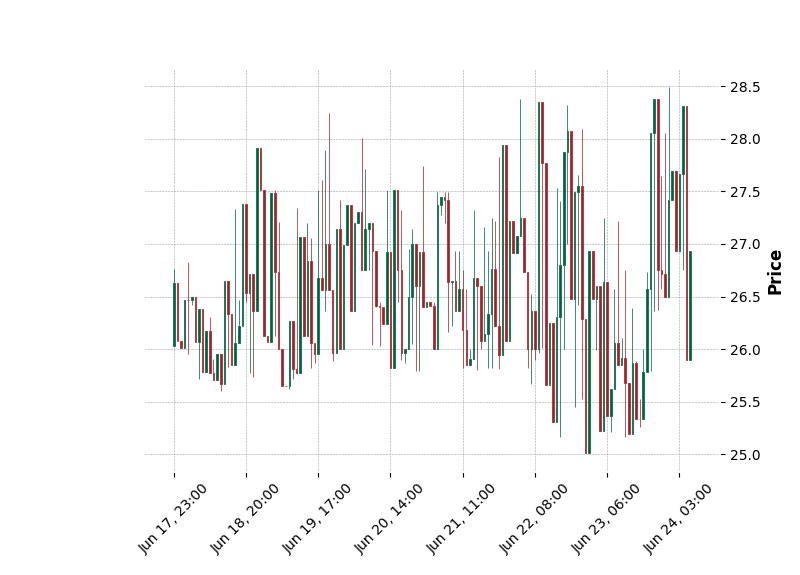 28.5
28.0
27.5
27.0
26.5
26.0
25.5
25.0
Price
Jun 17, 23:00
Jun 18, 20:00
Jun 19, 17:00
Jun 20, 14:00
Jun 21, 11:00
Jun 22, 08:00
Jun 23, 06:00
Jun 24, 03:00